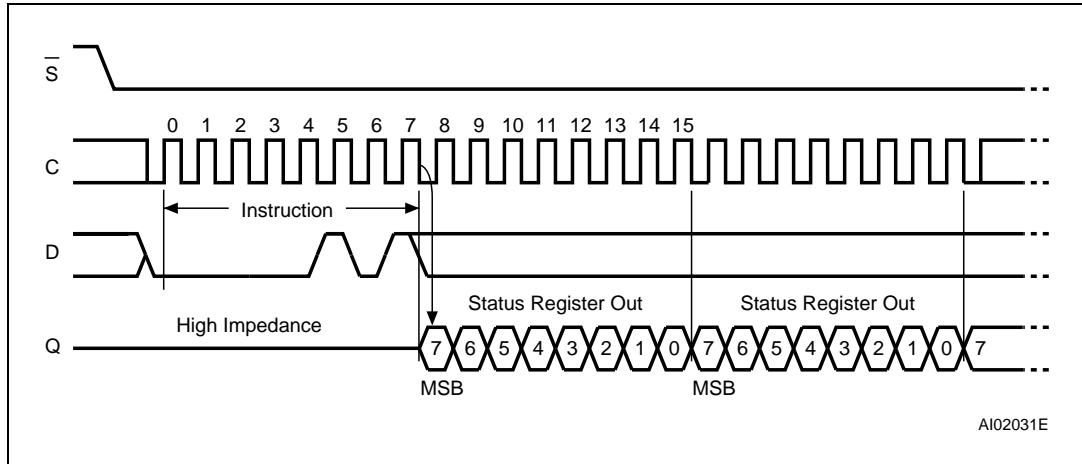 S
0 1 2 3 4 5 6 7 8 9 10 11 12 13 14 15
C
Instruction
D
High Impedance Status Register Out Status Register Out
Q 7 6 5 4 3 2 1 0 7 6 5 4 3 2 1 0 7
MSB MSB
AI02031E